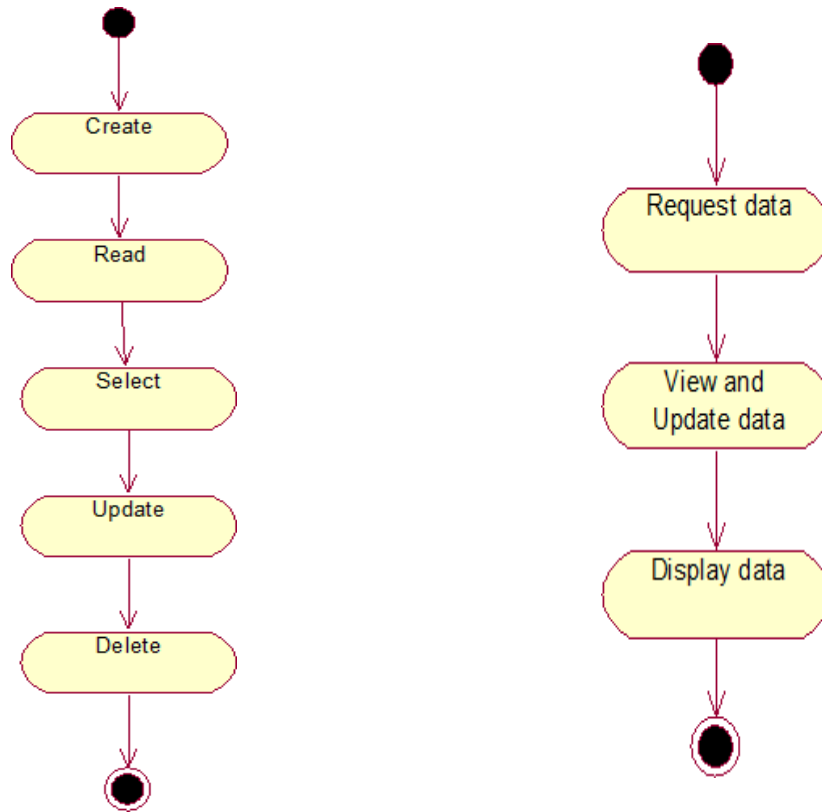 Create
Read
Select
Update
Delete
Request data
View and
Update data
Display data